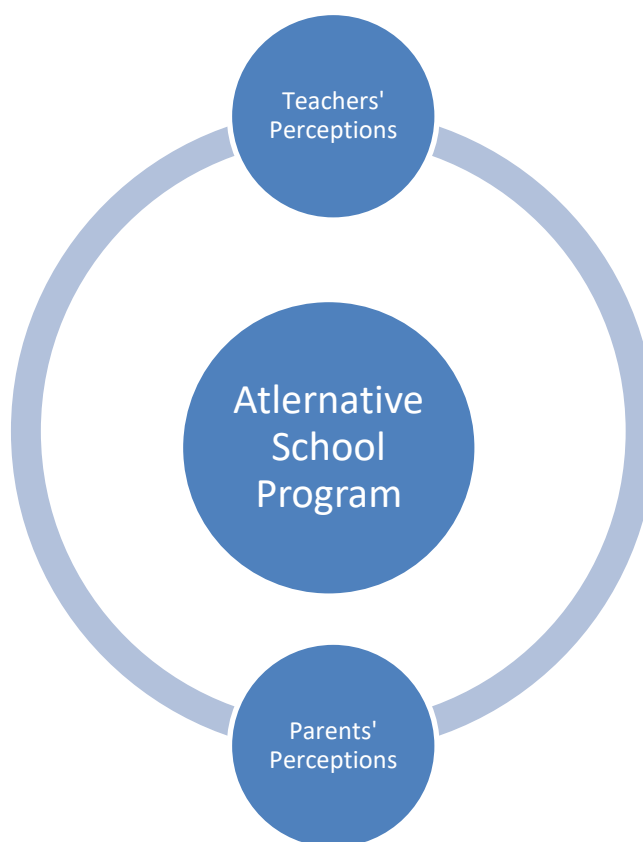 Teachers'
Perceptions
Atlernative
School
Program
Parents'
Perceptions